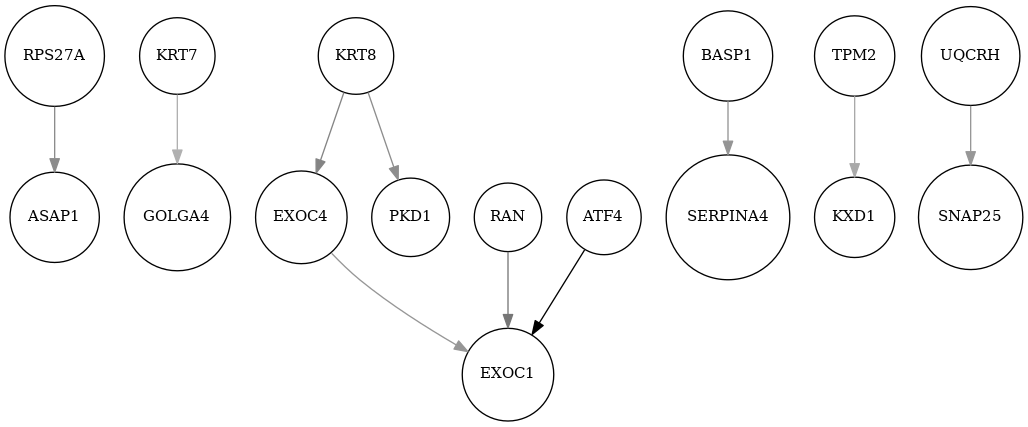 RPS27A
KRT7
KRT8
BASP1
TPM2
UQCRH
ASAP1
GOLGA4
EXOC4
PKD1
RAN
ATF4
SERPINA4
KXD1
SNAP25
EXOC1